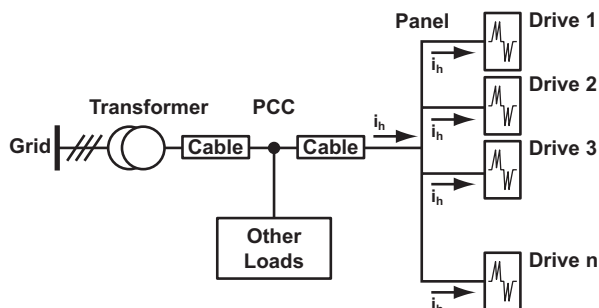 Panel
Drive 1
i_h
Transformer
PCC
i_h
Drive 2
i_h
Grid
Cable
Cable
Drive 3
i_h
Other
Loads
Drive n
i_h